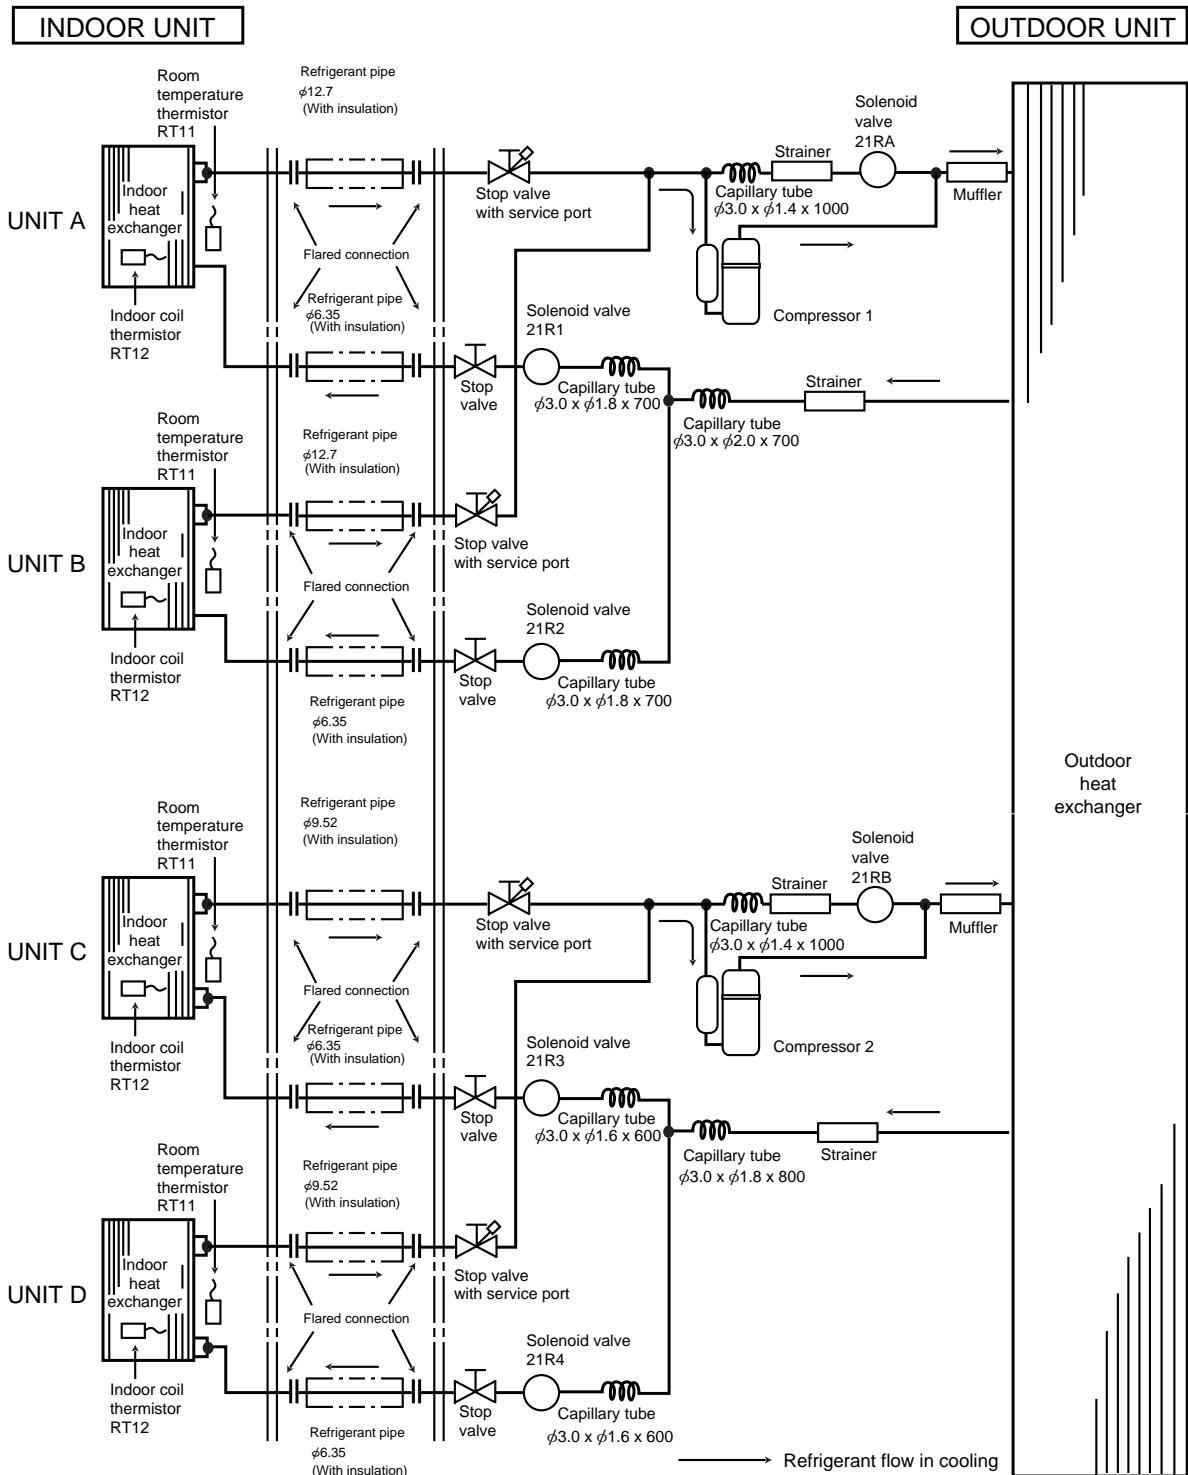 INDOOR UNIT
OUTDOOR UNIT
Room
temperature
thermistor
RT11
Refrigerant pipe
ϕ12.7
(With insulation)
Solenoid
valve
21RA
Strainer
Muffler
Stop valve
with service port
Capillary tube
ϕ3.0 x ϕ1.4 x 1000
UNIT A
Indoor
heat
exchanger
Flared connection
Compressor 1
Indoor coil
thermistor
RT12
Refrigerant pipe
ϕ6.35
(With insulation)
Solenoid valve
21R1
Stop
valve
Capillary tube
ϕ3.0 x ϕ1.8 x 700
Strainer
Capillary tube
ϕ3.0 x ϕ2.0 x 700
Room
temperature
thermistor
RT11
Refrigerant pipe
ϕ12.7
(With insulation)
UNIT B
Indoor
heat
exchanger
Stop valve
with service port
Flared connection
Solenoid valve
21R2
Indoor coil
thermistor
RT12
Stop
valve
Capillary tube
ϕ3.0 x ϕ1.8 x 700
Refrigerant pipe
ϕ6.35
(With insulation)
Outdoor
heat
exchanger
Room
temperature
thermistor
RT11
Refrigerant pipe
ϕ9.52
(With insulation)
Solenoid
valve
21RB
Strainer
Muffler
Stop valve
with service port
Capillary tube
ϕ3.0 x ϕ1.4 x 1000
UNIT C
Indoor
heat
exchanger
Flared connection
Compressor 2
Indoor coil
thermistor
RT12
Refrigerant pipe
ϕ6.35
(With insulation)
Solenoid valve
21R3
Stop
valve
Capillary tube
ϕ3.0 x ϕ1.6 x 600
Strainer
Capillary tube
ϕ3.0 x ϕ1.8 x 800
Room
temperature
thermistor
RT11
Refrigerant pipe
ϕ9.52
(With insulation)
UNIT D
Indoor
heat
exchanger
Stop valve
with service port
Flared connection
Solenoid valve
21R4
Indoor coil
thermistor
RT12
Stop
valve
Capillary tube
ϕ3.0 x ϕ1.6 x 600
Refrigerant pipe
ϕ6.35
(With insulation)
Refrigerant flow in cooling